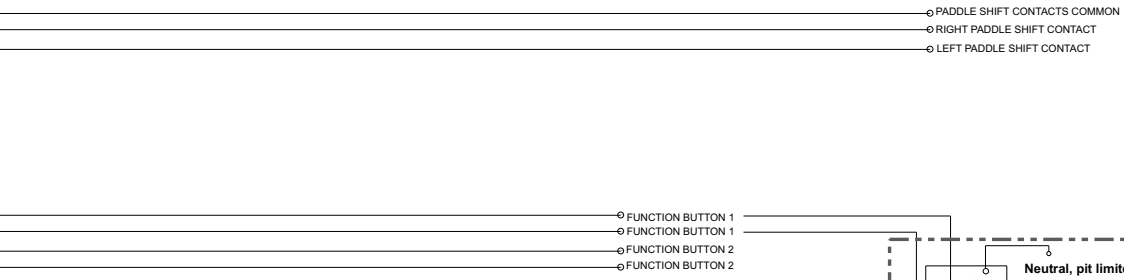 PADDLE SHIFT CONTACTS COMMON
RIGHT PADDLE SHIFT CONTACT
LEFT PADDLE SHIFT CONTACT
FUNCTION BUTTON 1
FUNCTION BUTTON 1
FUNCTION BUTTON 2
FUNCTION BUTTON 2
Neutral, pit